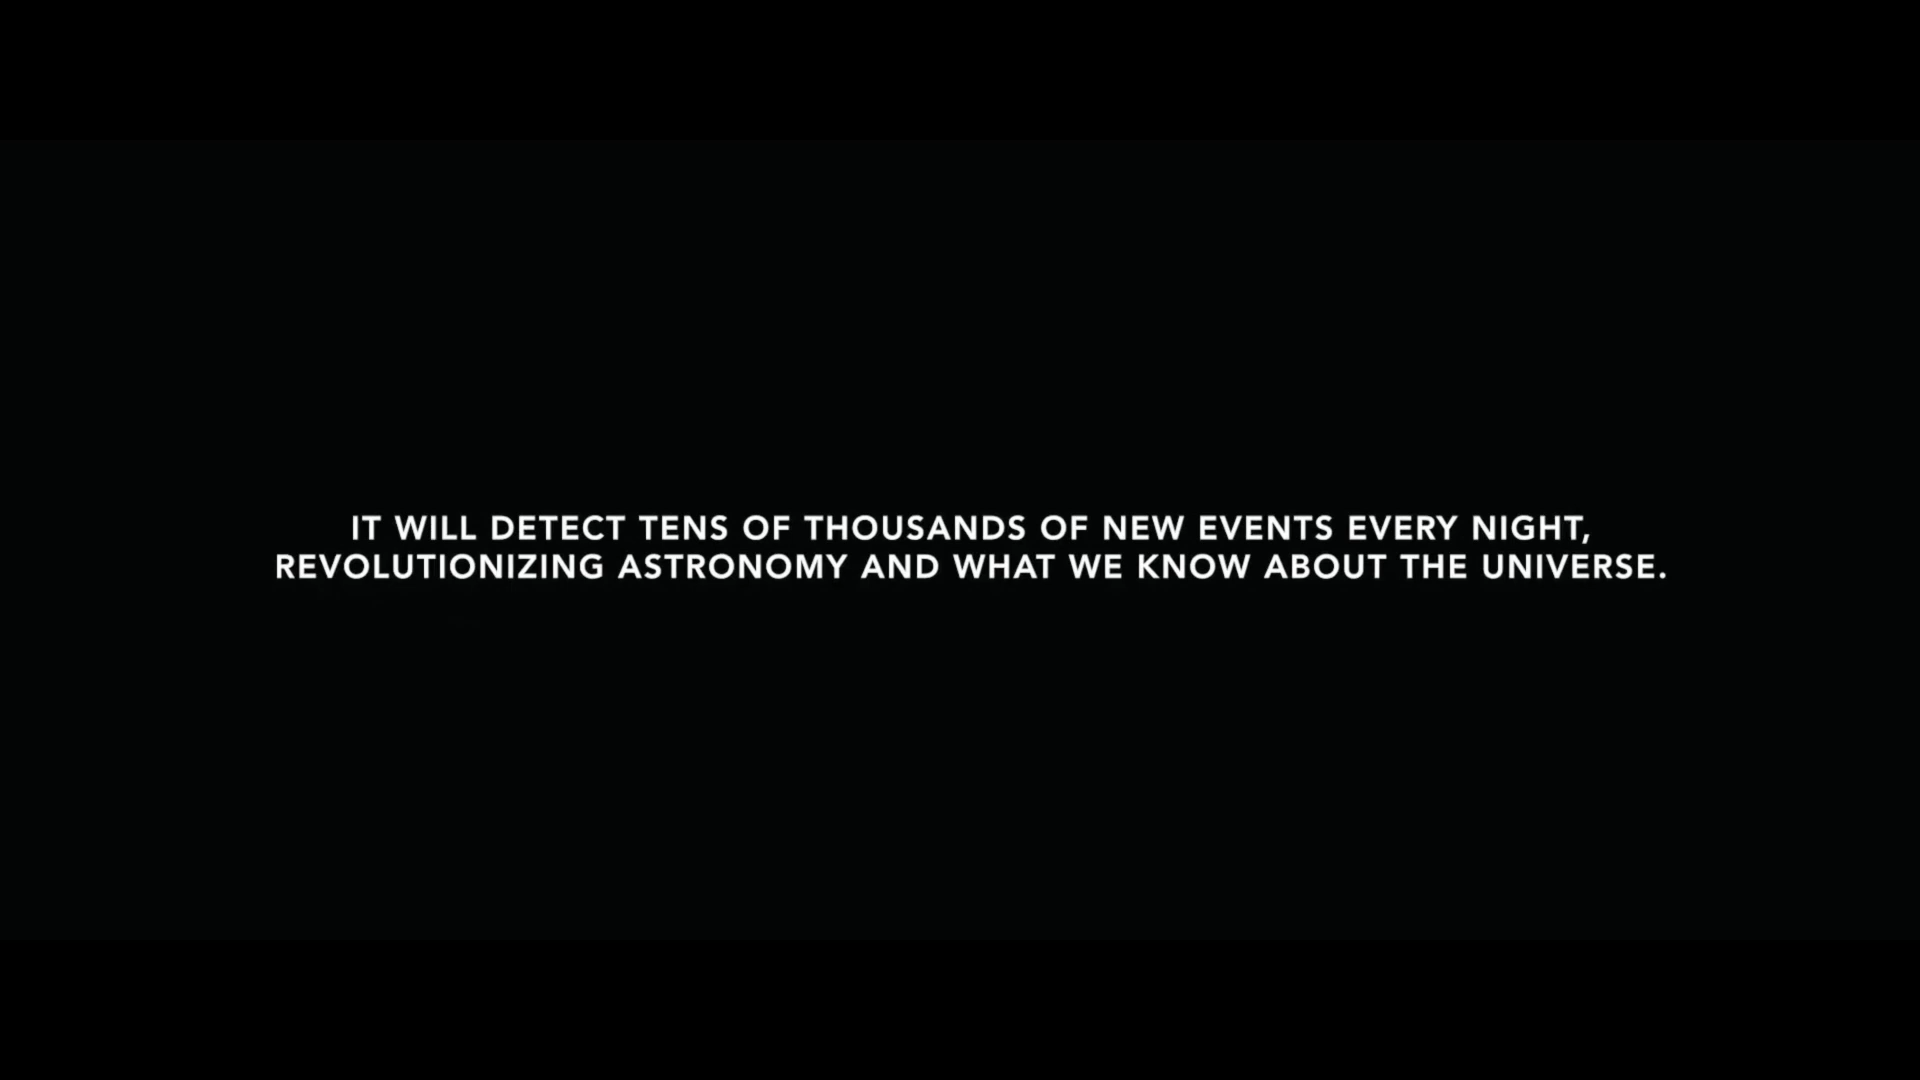 IT WILL DETECT TENS OF THOUSANDS OF NEW EVENTS EVERY NIGHT,
REVOLUTIONIZING ASTRONOMY AND WHAT WE KNOW ABOUT THE UNIVERSE.